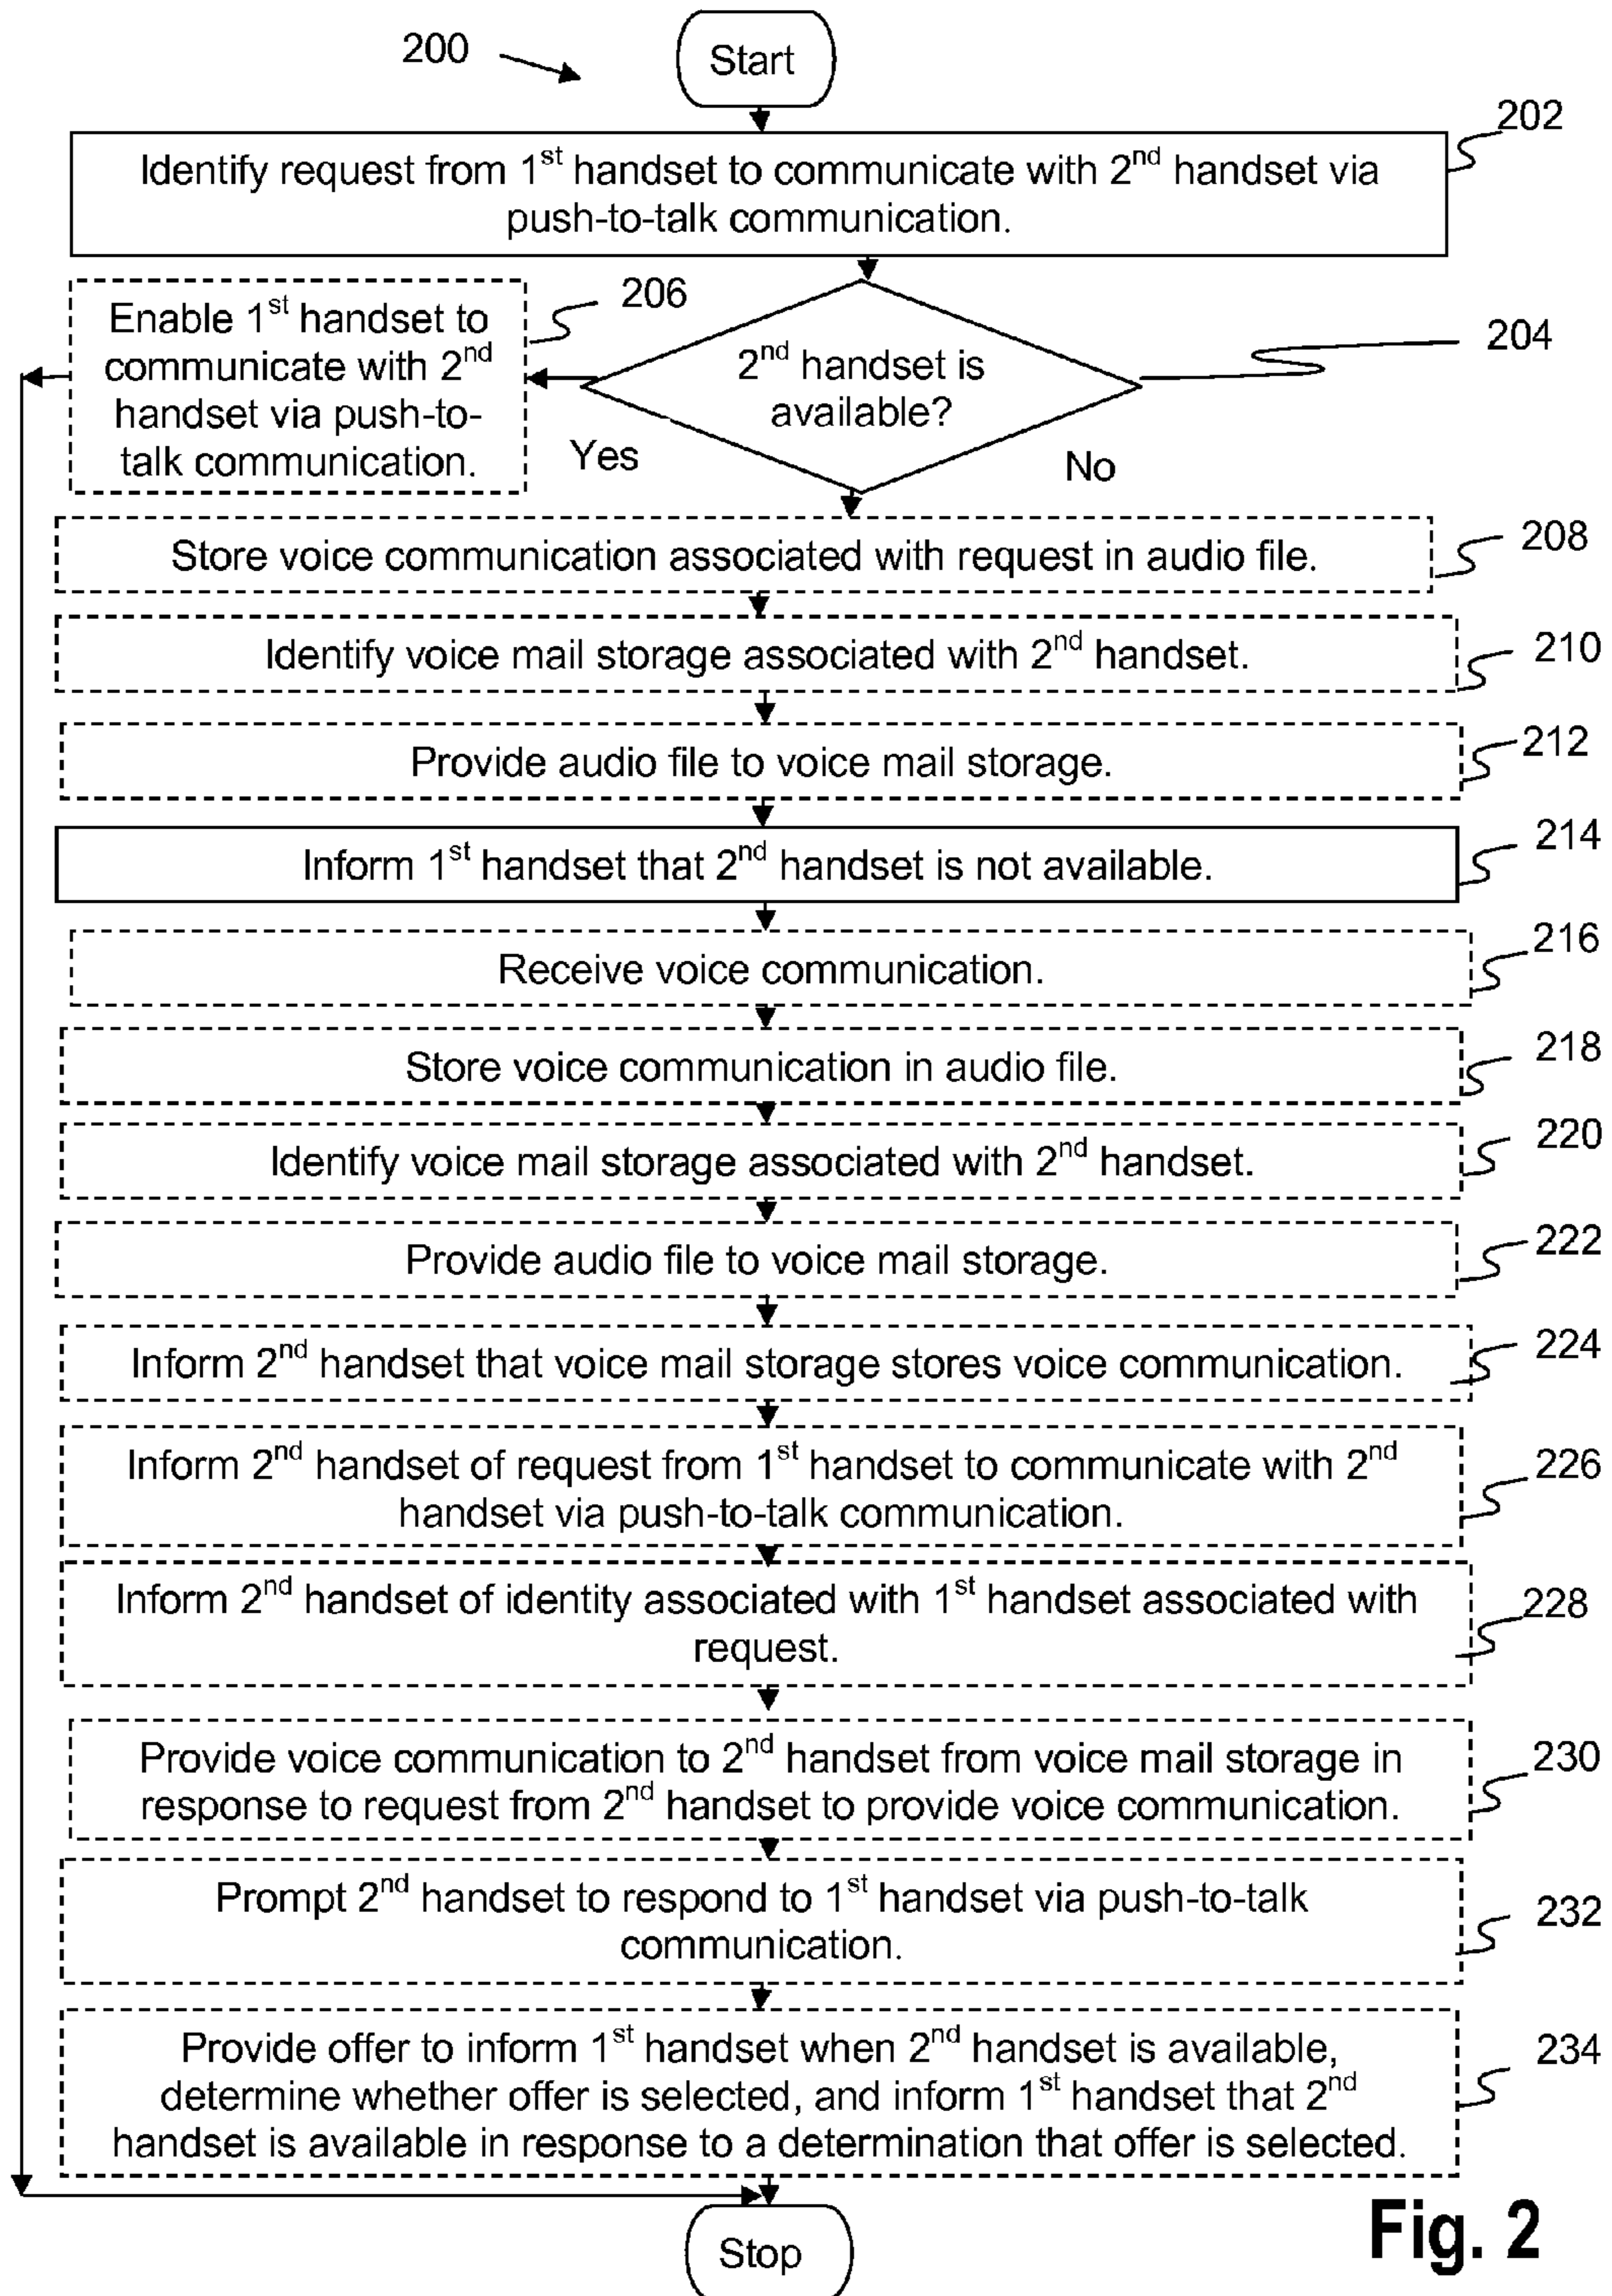 200
Start
202
Identify request from 1st handset to communicate with 2nd handset via
push-to-talk communication.
206
Enable 1st handset to
communicate with 2nd
handset via push-to-
talk communication.
204
2nd handset is
available?
Yes
No
208
Store voice communication associated with request in audio file.
210
Identify voice mail storage associated with 2nd handset.
212
Provide audio file to voice mail storage.
214
Inform 1st handset that 2nd handset is not available.
216
Receive voice communication.
218
Store voice communication in audio file.
220
Identify voice mail storage associated with 2nd handset.
222
Provide audio file to voice mail storage.
224
Inform 2nd handset that voice mail storage stores voice communication.
226
Inform 2nd handset of request from 1st handset to communicate with 2nd
handset via push-to-talk communication.
228
Inform 2nd handset of identity associated with 1st handset associated with
request.
230
Provide voice communication to 2nd handset from voice mail storage in
response to request from 2nd handset to provide voice communication.
232
Prompt 2nd handset to respond to 1st handset via push-to-talk
communication.
234
Provide offer to inform 1st handset when 2nd handset is available,
determine whether offer is selected, and inform 1st handset that 2nd
handset is available in response to a determination that offer is selected.
Stop
Fig. 2